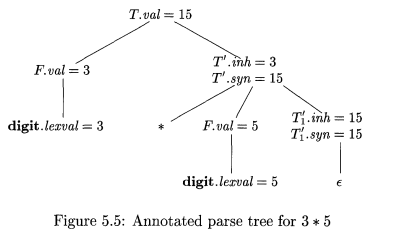 T.val = 15
F.val = 3
T'.inh = 3
T'.syn = 15
digit.lexval = 3
*
F.val = 5
T'₁.inh = 15
T'₁.syn = 15
digit.lexval = 5
ϵ
Figure 5.5: Annotated parse tree for 3 * 5